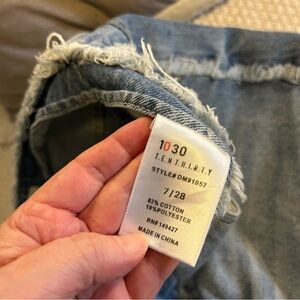 1030
T.E.N T.H.I.R.T.Y
STYLE# DM91057
7/28
82% COTTON
18% POLYESTER
RN# 149427
MADE IN CHINA